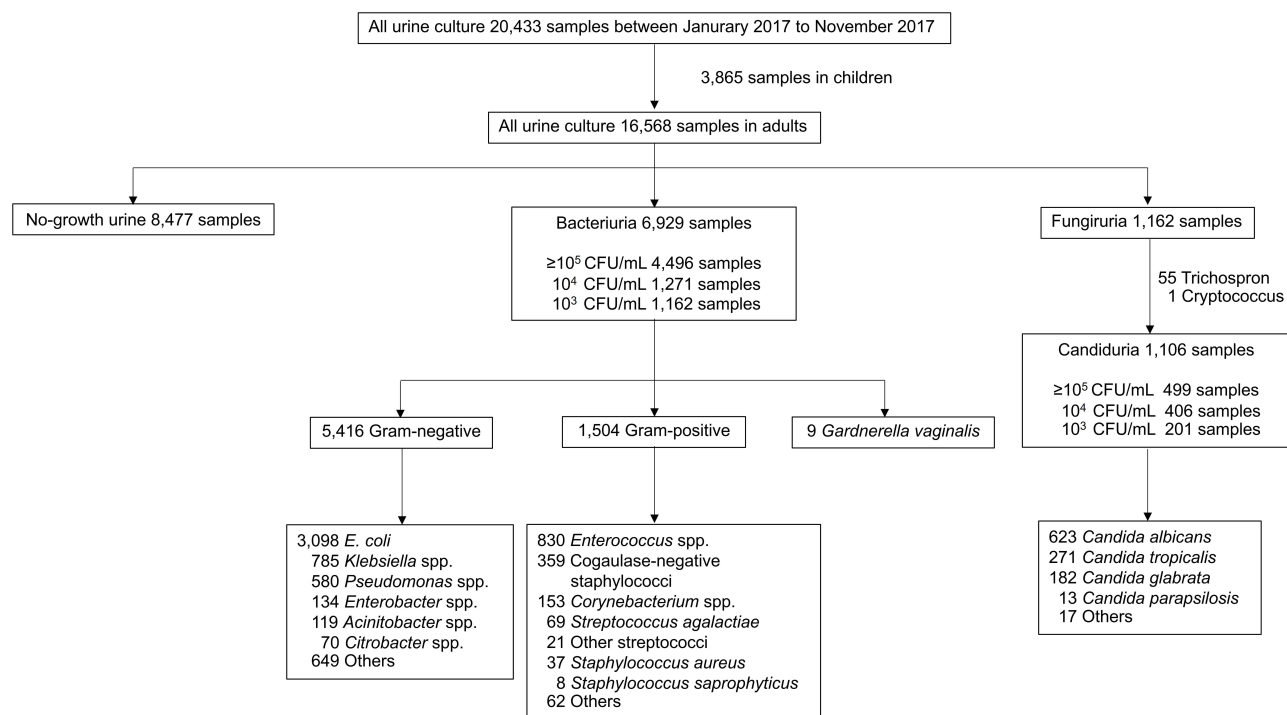 All urine culture 20,433 samples between Janurary 2017 to November 2017
3,865 samples in children
All urine culture 16,568 samples in adults
No-growth urine 8,477 samples
Bacteriuria 6,929 samples
≥10⁵ CFU/mL 4,496 samples
10⁴ CFU/mL 1,271 samples
10³ CFU/mL 1,162 samples
Fungiruria 1,162 samples
55 Trichospron
1 Cryptococcus
Candiduria 1,106 samples
≥10⁵ CFU/mL 499 samples
10⁴ CFU/mL 406 samples
10³ CFU/mL 201 samples
5,416 Gram-negative
1,504 Gram-positive
9 Gardnerella vaginalis
3,098 E. coli
785 Klebsiella spp.
580 Pseudomonas spp.
134 Enterobacter spp.
119 Acinitobacter spp.
70 Citrobacter spp.
649 Others
830 Enterococcus spp.
359 Cogaulase-negative
staphylococci
153 Corynebacterium spp.
69 Streptococcus agalactiae
21 Other streptococci
37 Staphylococcus aureus
8 Staphylococcus saprophyticus
62 Others
623 Candida albicans
271 Candida tropicalis
182 Candida glabrata
13 Candida parapsilosis
17 Others